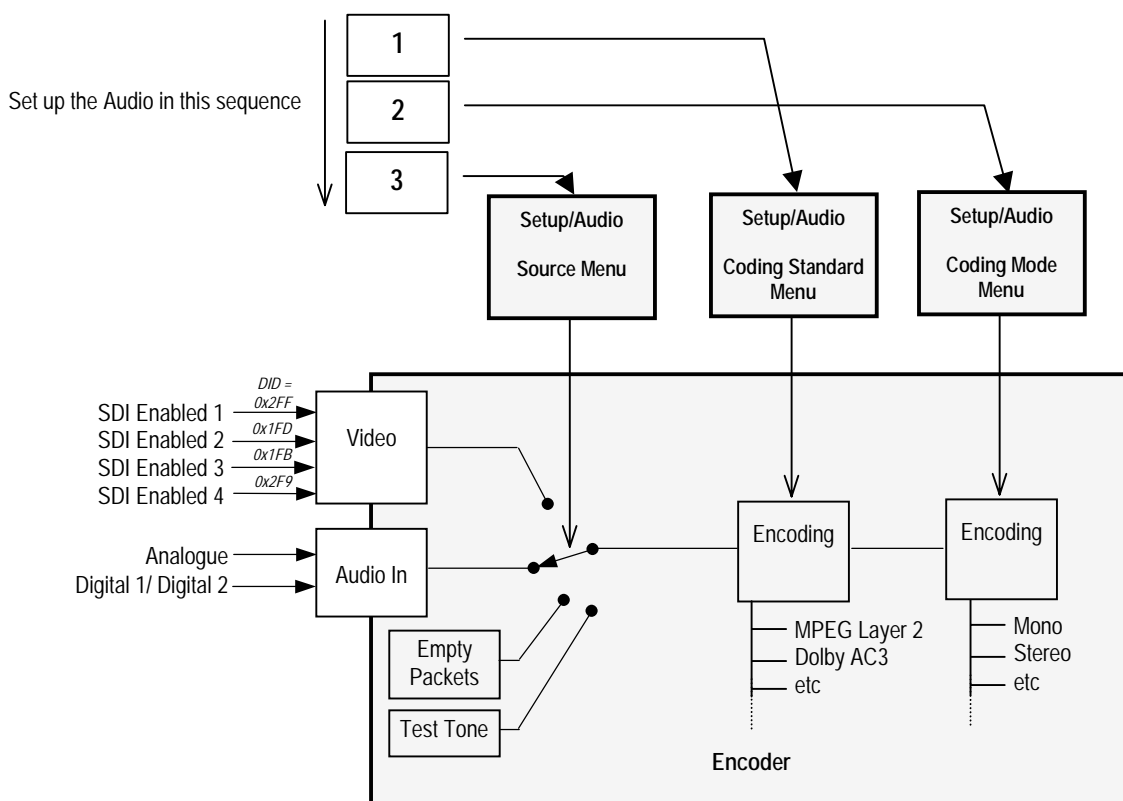 1
Set up the Audio in this sequence
2
3
Setup/Audio
Source Menu
Setup/Audio
Coding Standard
Menu
Setup/Audio
Coding Mode
Menu
DID =
SDI Enabled 1
0x2FF
SDI Enabled 2
0x1FD
SDI Enabled 3
0x1FB
SDI Enabled 4
0x2F9
Video
Analogue
Digital 1/ Digital 2
Audio In
Empty
Packets
Test Tone
Encoding
MPEG Layer 2
Dolby AC3
etc
Encoding
Mono
Stereo
etc
Encoder